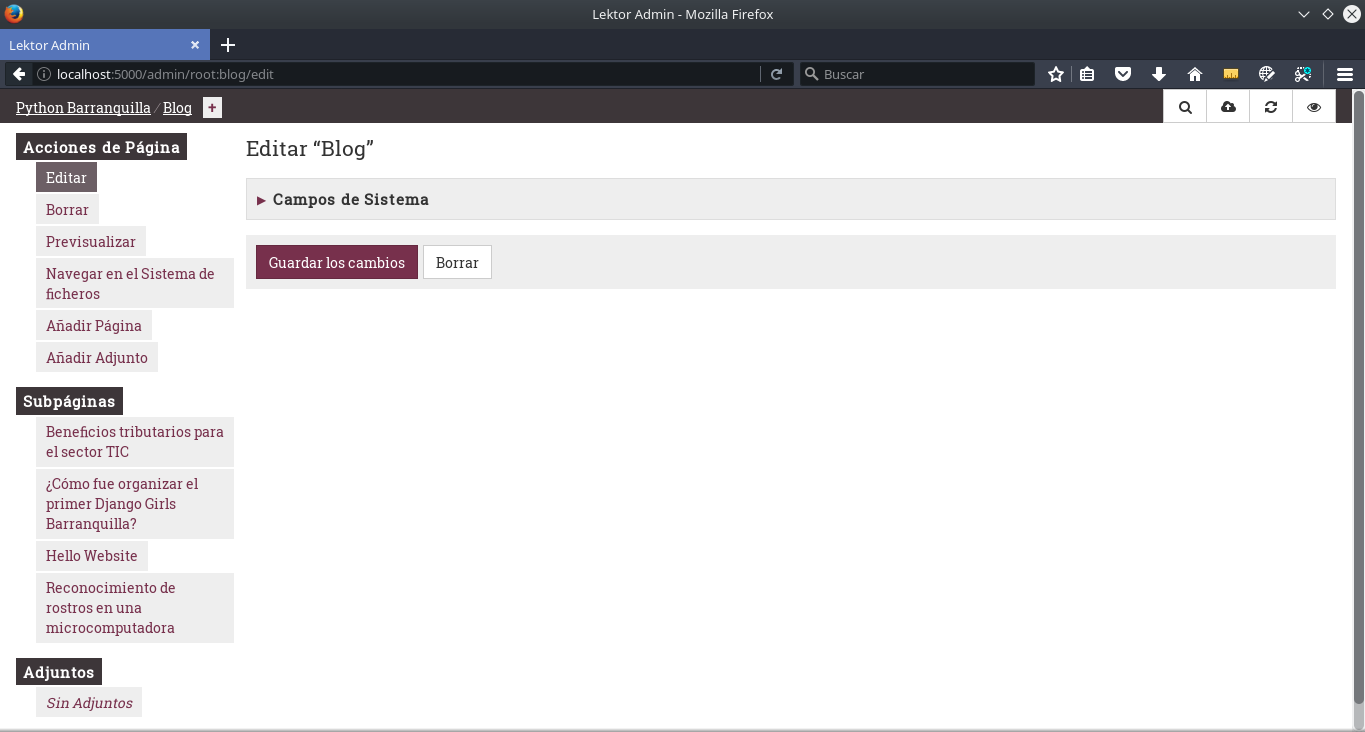 Lektor Admin - Mozilla Firefox
Lektor Admin
localhost:5000/admin/root:blog/edit
Buscar
Python Barranquilla / Blog +
Acciones de Página
Editar
Borrar
Previsualizar
Navegar en el Sistema de
ficheros
Añadir Página
Añadir Adjunto
Subpáginas
Beneficios tributarios para
el sector TIC
¿Cómo fue organizar el
primer Django Girls
Barranquilla?
Hello Website
Reconocimiento de
rostros en una
microcomputadora
Adjuntos
Sin Adjuntos
Editar “Blog”
Campos de Sistema
Guardar los cambios
Borrar